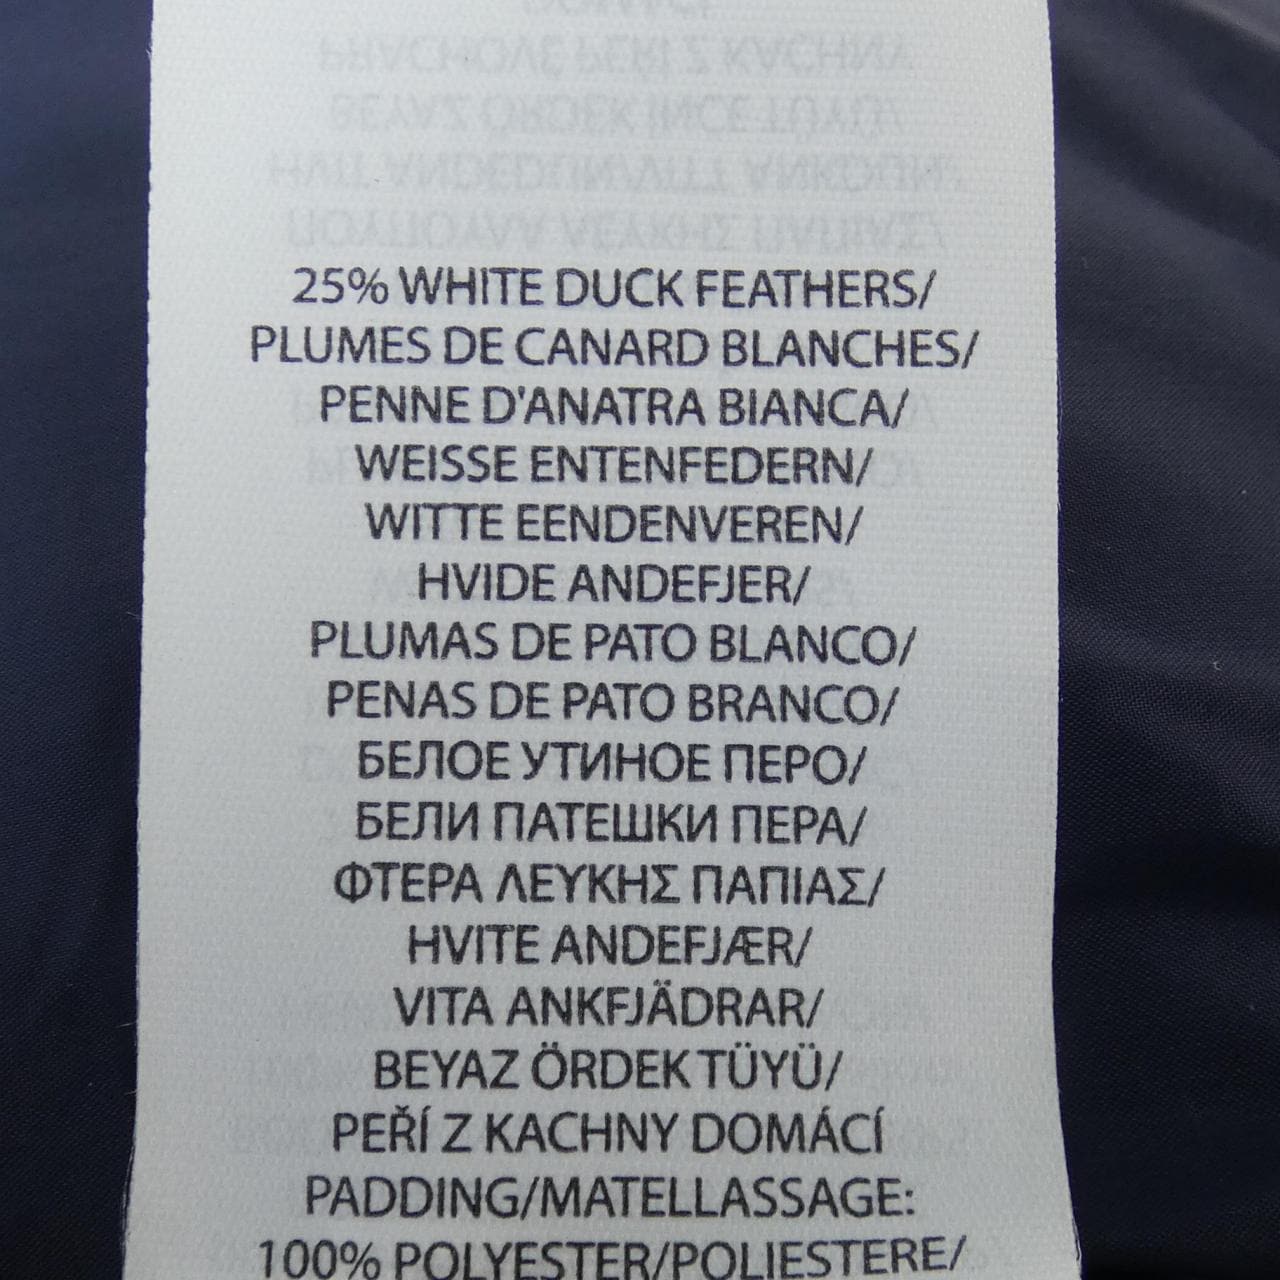 25% WHITE DUCK FEATHERS/
PLUMES DE CANARD BLANCHES/
PENNE D'ANATRA BIANCA/
WEISSE ENTENFEDERN/
WITTE EENDENVEREN/
HVIDE ANDEFJER/
PLUMAS DE PATO BLANCO/
PENAS DE PATO BRANCO/
БЕЛОЕ УТИНОЕ ПЕРО/
БЕЛИ ПАТЕШКИ ПЕРА/
ΦΤΕΡΑ ΛΕΥΚΗΣ ΠΑΠΙΑΣ/
HVITE ANDEFJÆR/
VITA ANKFJÄDRAR/
BEYAZ ÖRDEK TÜYÜ/
PEŘÍ Z KACHNY DOMÁCÍ
PADDING/MATELLASSAGE:
100% POLYESTER/POLIESTERE/